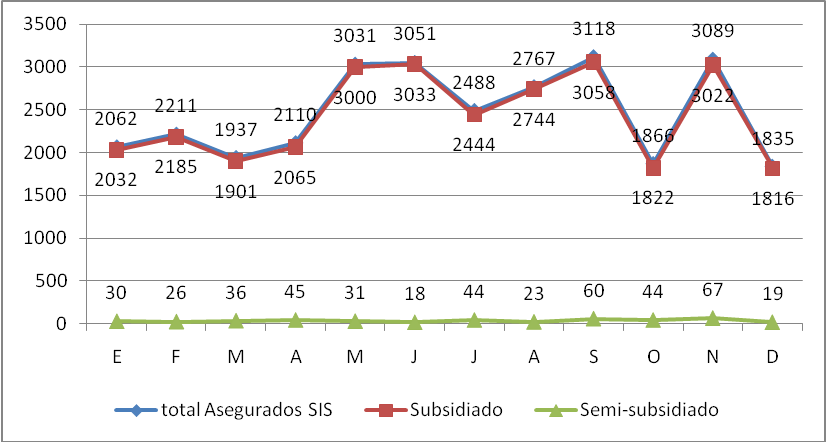 3500
3000
2500
2000
1500
1000
500
0
2062 2211 1937 2110 3031 3051 2488 2767 3118 1866 3089 1835
2032 2185 1901 2065 3000 3033 2444 2744 3058 1822 3022 1816
30 26 36 45 31 18 44 23 60 44 67 19
E F M A M J J A S O N D
total Asegurados SIS Subsidiado Semi-subsidiado